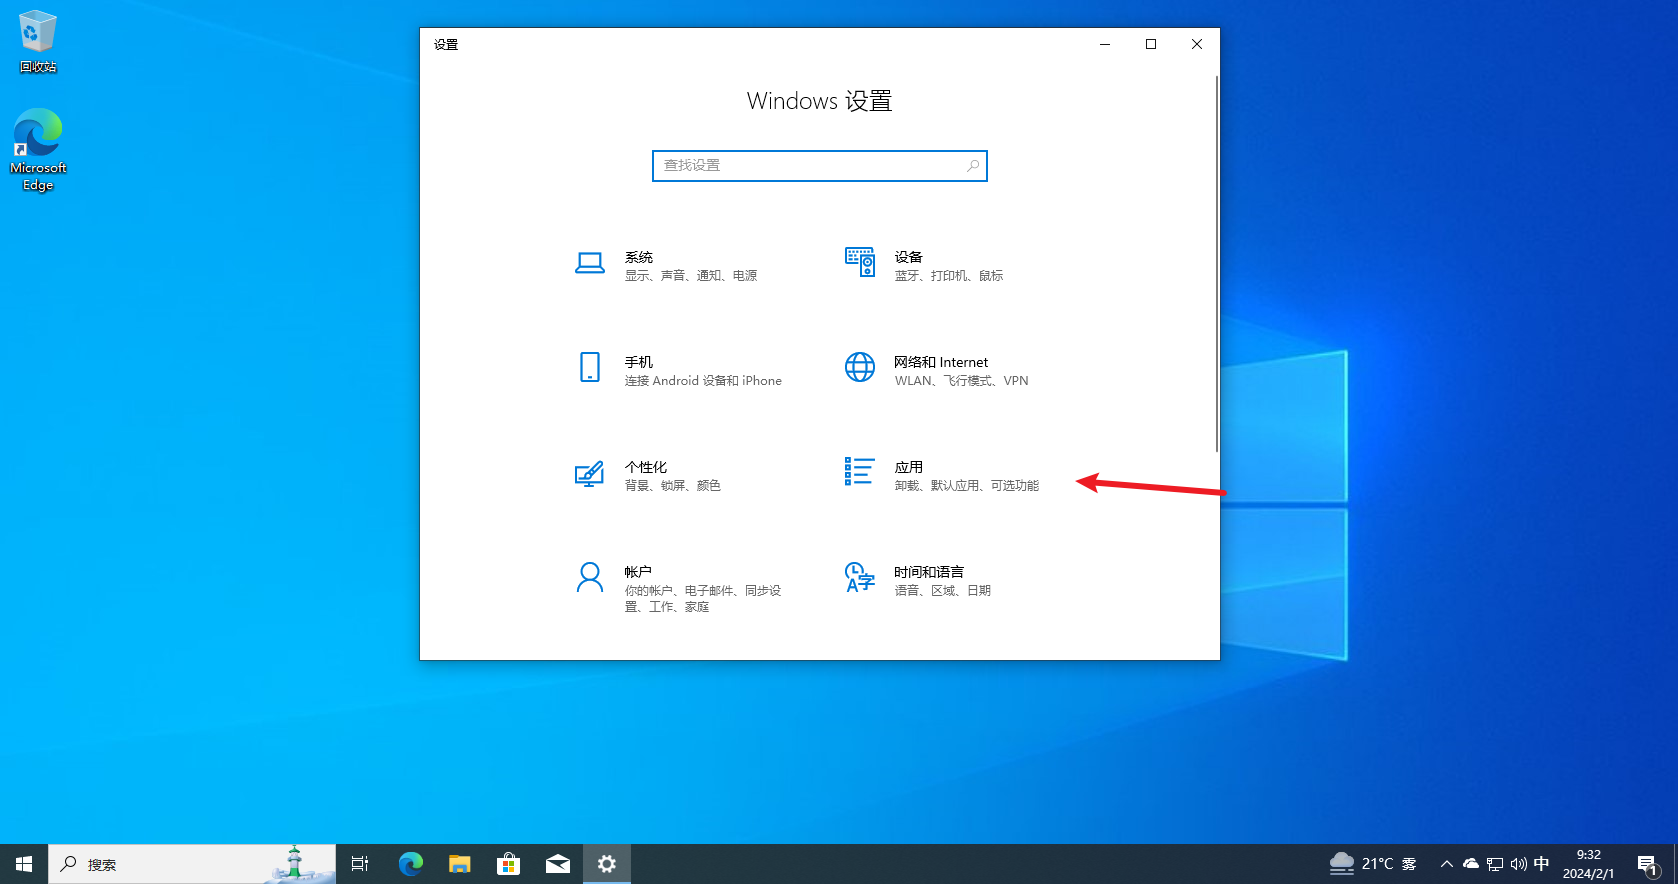 回收站
Microsoft
Edge
设置
Windows 设置
查找设置
系统
显示、声音、通知、电源
设备
蓝牙、打印机、鼠标
手机
连接 Android 设备和 iPhone
网络和 Internet
WLAN、飞行模式、VPN
个性化
背景、锁屏、颜色
应用
卸载、默认应用、可选功能
帐户
你的帐户、电子邮件、同步设
置、工作、家庭
时间和语言
语音、区域、日期
搜索
21°C 雾
中
9:32
2024/2/1
1